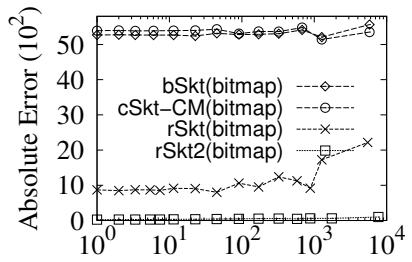 Absolute Error (10²)
50
40
30
20
10
0
bSkt(bitmap)
cSkt-CM(bitmap)
rSkt(bitmap)
rSkt2(bitmap)
10⁰ 10¹ 10² 10³ 10⁴